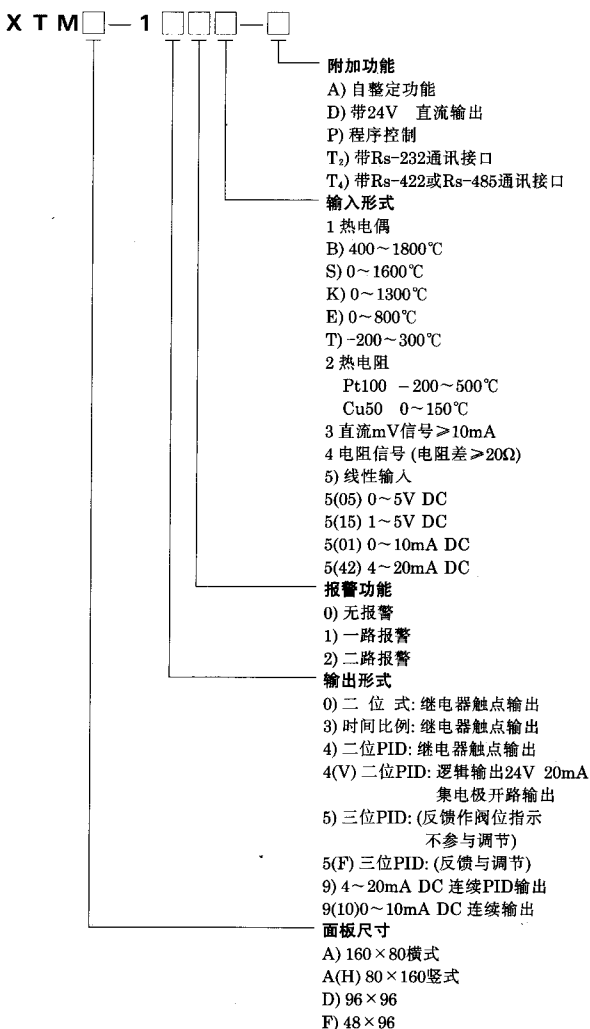 XTM□—1□□□—□
附加功能
A) 自整定功能
D) 带24V 直流输出
P) 程序控制
T₂) 带Rs-232通讯接口
T₄) 带Rs-422或Rs-485通讯接口
输入形式
1 热电偶
B) 400～1800℃
S) 0～1600℃
K) 0～1300℃
E) 0～800℃
T) -200～300℃
2 热电阻
Pt100 －200～500℃
Cu50 0～150℃
3 直流mV信号≥10mA
4 电阻信号 (电阻差≥20Ω)
5) 线性输入
5(05) 0～5V DC
5(15) 1～5V DC
5(01) 0～10mA DC
5(42) 4～20mA DC
报警功能
0) 无报警
1) 一路报警
2) 二路报警
输出形式
0) 二 位 式: 继电器触点输出
3) 时间比例: 继电器触点输出
4) 二位PID: 继电器触点输出
4(V) 二位PID: 逻辑输出24V 20mA
集电极开路输出
5) 三位PID: (反馈作阀位指示
不参与调节)
5(F) 三位PID: (反馈与调节)
9) 4～20mA DC 连续PID输出
9(10)0～10mA DC 连续输出
面板尺寸
A) 160×80横式
A(H) 80×160竖式
D) 96×96
F) 48×96